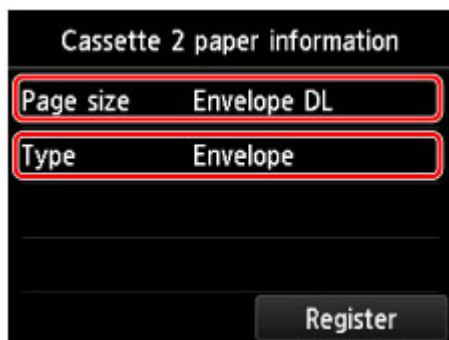 Cassette 2 paper information
Page size Envelope DL
Type Envelope
Register